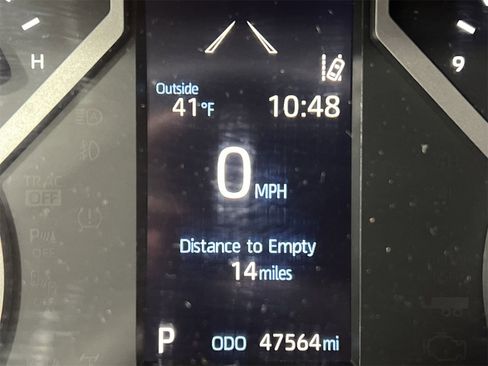 H
9
Outside
41°F
10:48
0 MPH
TRAC
OFF
Distance to Empty
14 miles
P
ODO 47564 mi